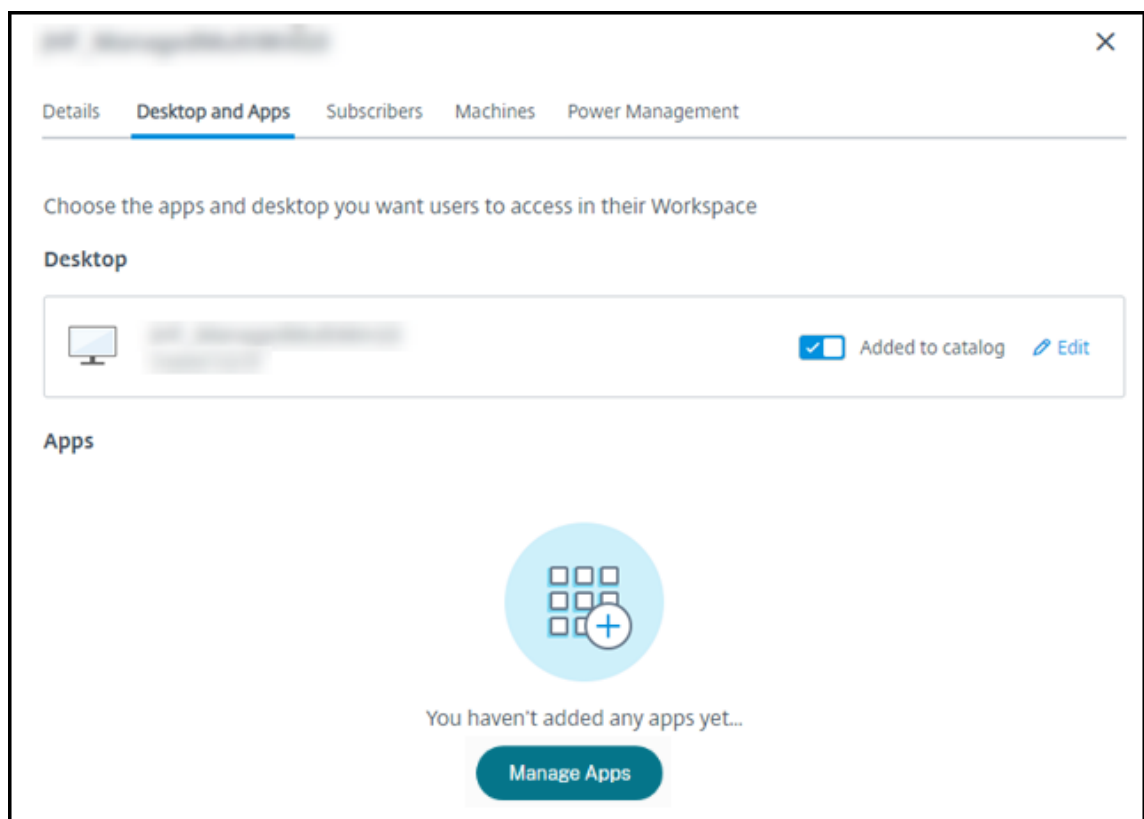 Details Desktop and Apps Subscribers Machines Power Management
Choose the apps and desktop you want users to access in their Workspace
Desktop
Added to catalog Edit
Apps
You haven't added any apps yet...
Manage Apps